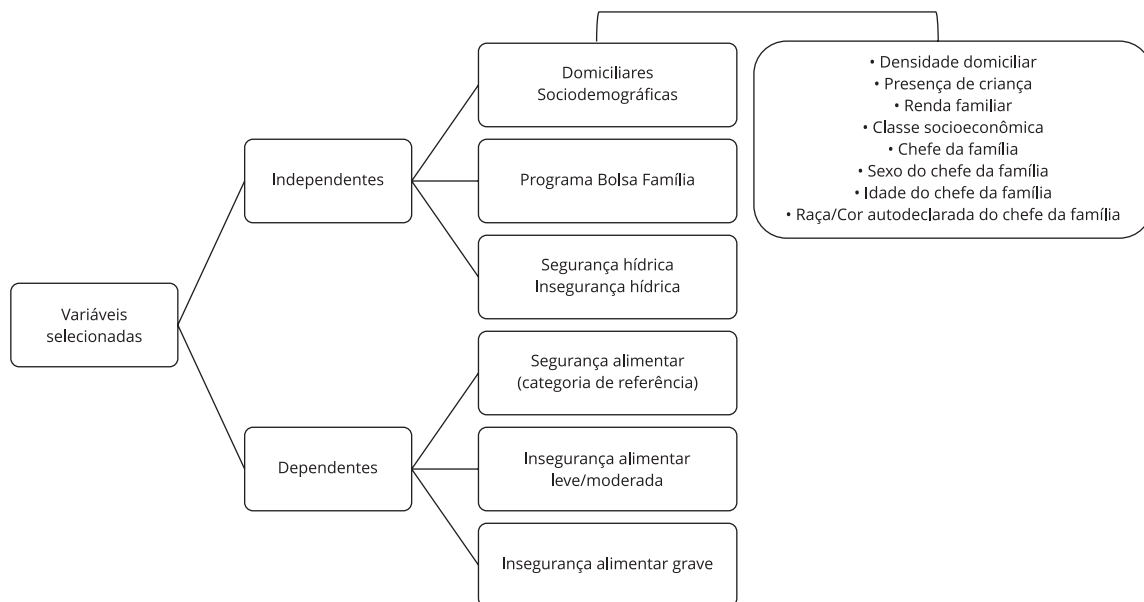 Variáveis
selecionadas
Independentes
Domiciliares
Sociodemográficas
• Densidade domiciliar
• Presença de criança
• Renda familiar
• Classe socioeconômica
• Chefe da família
• Sexo do chefe da família
• Idade do chefe da família
• Raça/Cor autodeclarada do chefe da família
Programa Bolsa Família
Segurança hídrica
Insegurança hídrica
Dependentes
Segurança alimentar
(categoria de referência)
Insegurança alimentar
leve/moderada
Insegurança alimentar grave